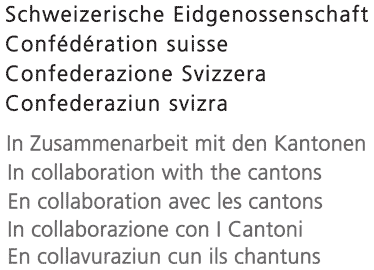 Schweizerische Eidgenossenschaft
Confédération suisse
Confederazione Svizzera
Confederaziun svizra
In Zusammenarbeit mit den Kantonen
In collaboration with the cantons
En collaboration avec les cantons
In collaborazione con I Cantoni
En collavuraziun cun ils chantuns